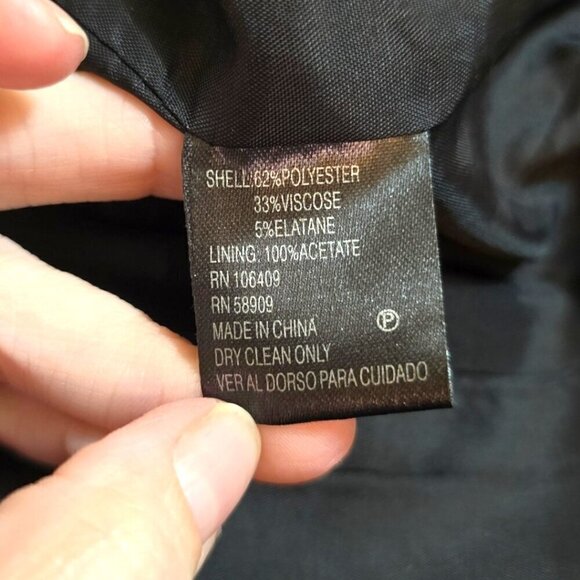 SHELL:62%POLYESTER
33%VISCOSE
5%ELATANE
LINING: 100%ACETATE
RN 106409
RN 58909
MADE IN CHINA Ⓟ
DRY CLEAN ONLY
VER AL DORSO PARA CUIDADO